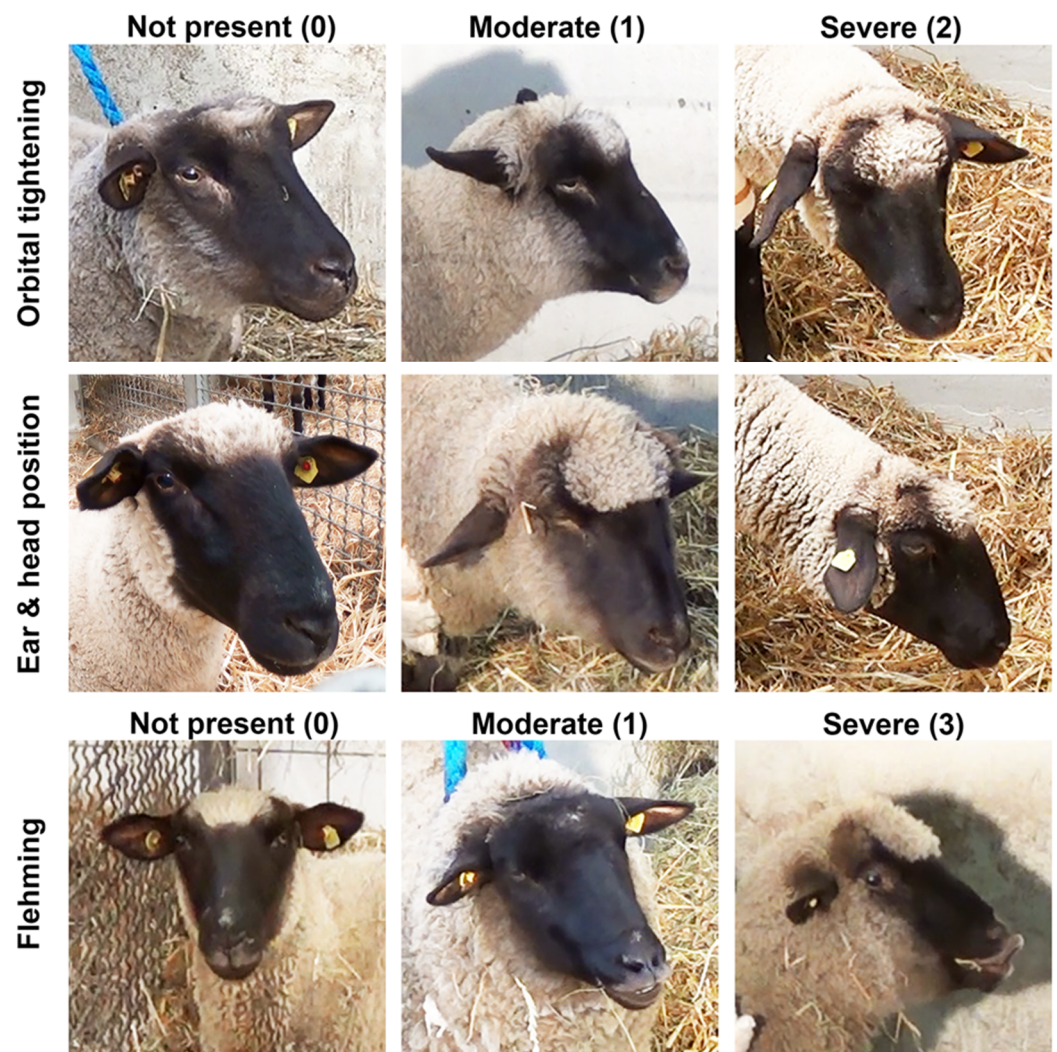 Not present (0) Moderate (1) Severe (2)
Orbital tightening
Ear & head position
Not present (0) Moderate (1) Severe (3)
Flehming